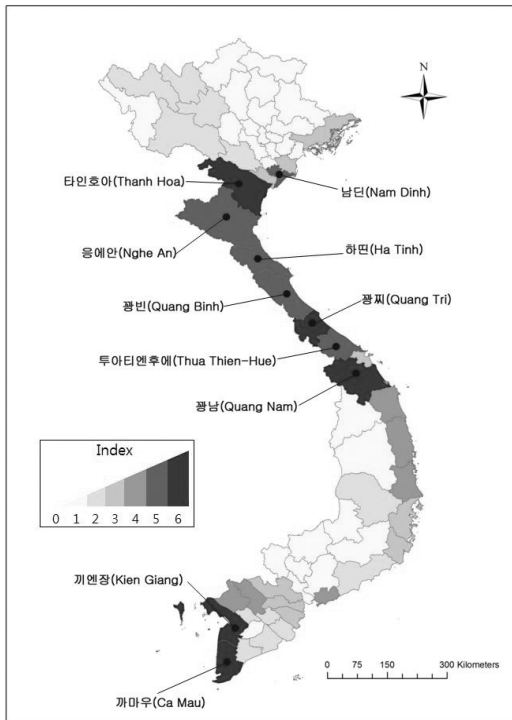 N
타인호아(Thanh Hoa)
남딘(Nam Dinh)
응에안(Nghe An)
하띤(Ha Tinh)
꽝빈(Quang Binh)
꽝찌(Quang Tri)
투아티엔후에(Thua Thien-Hue)
꽝남(Quang Nam)
Index
0 1 2 3 4 5 6
끼엔장(Kien Giang)
까마우(Ca Mau)
0 75 150 300 Kilometers